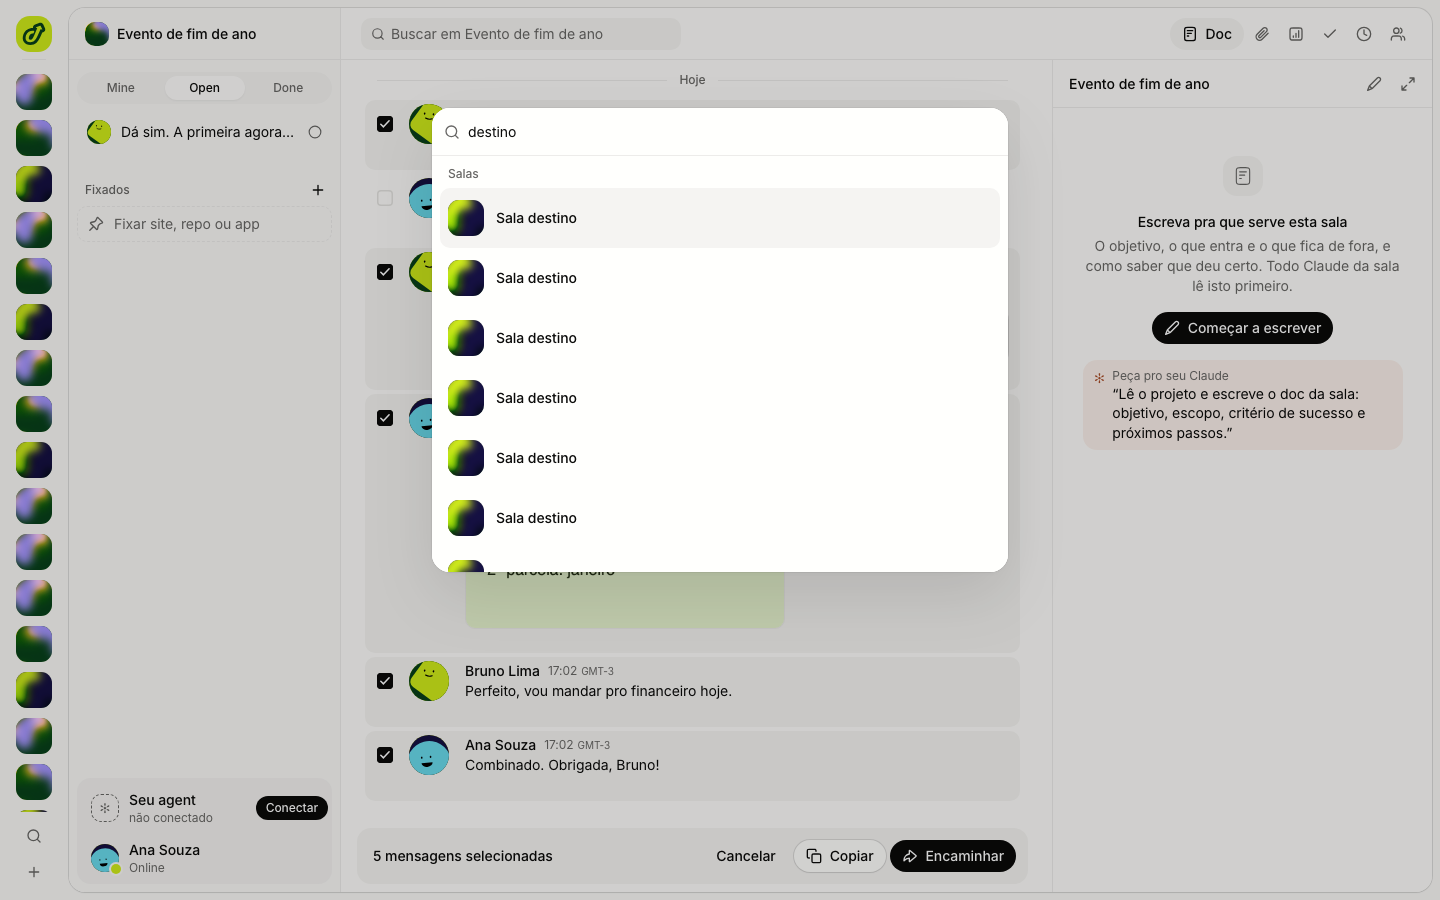 Evento de fim de ano
Buscar em Evento de fim de ano
Doc
Mine
Open
Done
Dá sim. A primeira agora...
Fixados
Fixar site, repo ou app
Seu agent
não conectado
Conectar
Ana Souza
Online
Hoje
destino
Salas
Sala destino
Sala destino
Sala destino
Sala destino
Sala destino
Sala destino
parcela: janeiro
Bruno Lima 17:02 GMT-3
Perfeito, vou mandar pro financeiro hoje.
Ana Souza 17:02 GMT-3
Combinado. Obrigada, Bruno!
5 mensagens selecionadas
Cancelar
Copiar
Encaminhar
Evento de fim de ano
Escreva pra que serve esta sala
O objetivo, o que entra e o que fica de fora, e
como saber que deu certo. Todo Claude da sala
lê isto primeiro.
Começar a escrever
Peça pro seu Claude
“Lê o projeto e escreve o doc da sala:
objetivo, escopo, critério de sucesso e
próximos passos.”